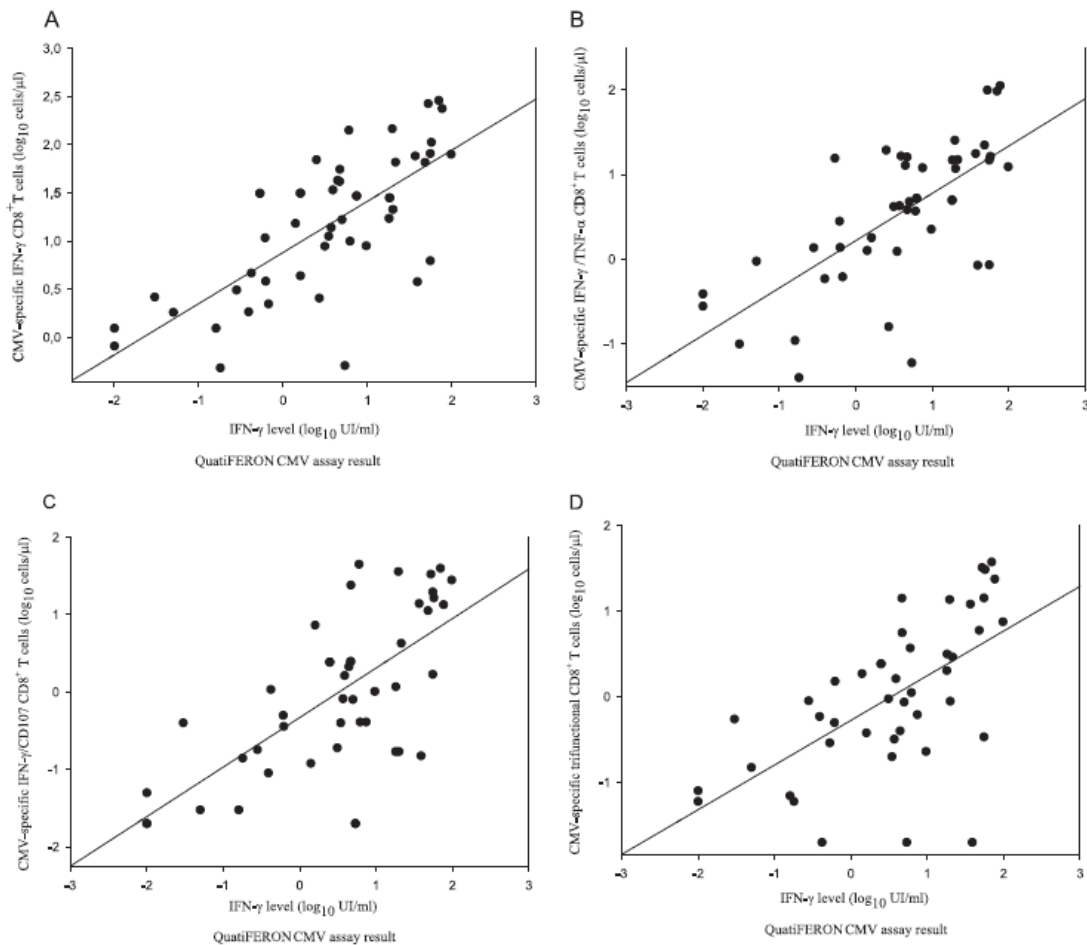 A
CMV-specific IFN-γ CD8+ T cells (log10 cells/μl)
3,0
2,5
2,0
1,5
1,0
0,5
0,0
-2
-1
0
1
2
3
IFN-γ level (log10 UI/ml)
QuatiFERON CMV assay result
B
CMV-specific IFN-γ /TNF-α CD8+ T cells (log10 cells/μl)
2
1
0
-1
-3
-2
-1
0
1
2
3
IFN-γ level (log10 UI/ml)
QuatiFERON CMV assay result
C
CMV-specific IFN-γ/CD107 CD8+ T cells (log10 cells/μl)
2
1
0
-1
-2
-3
-2
-1
0
1
2
3
IFN-γ level (log10 UI/ml)
QuatiFERON CMV assay result
D
CMV-specific trifunctional CD8+ T cells (log10 cells/μl)
2
1
0
-1
-3
-2
-1
0
1
2
3
IFN-γ level (log10 UI/ml)
QuatiFERON CMV assay result